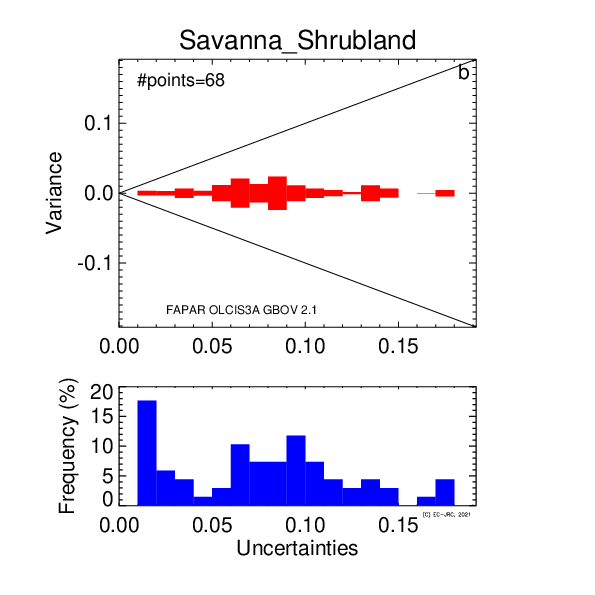 Savanna_Shrubland
b
#points=68
0.1
0.0
-0.1
Variance
FAPAR OLCIS3A GBOV 2.1
0.00 0.05 0.10 0.15
20
15
10
5
0
Frequency (%)
0.00 0.05 0.10 0.15
(C) EC-JRC, 2021
Uncertainties